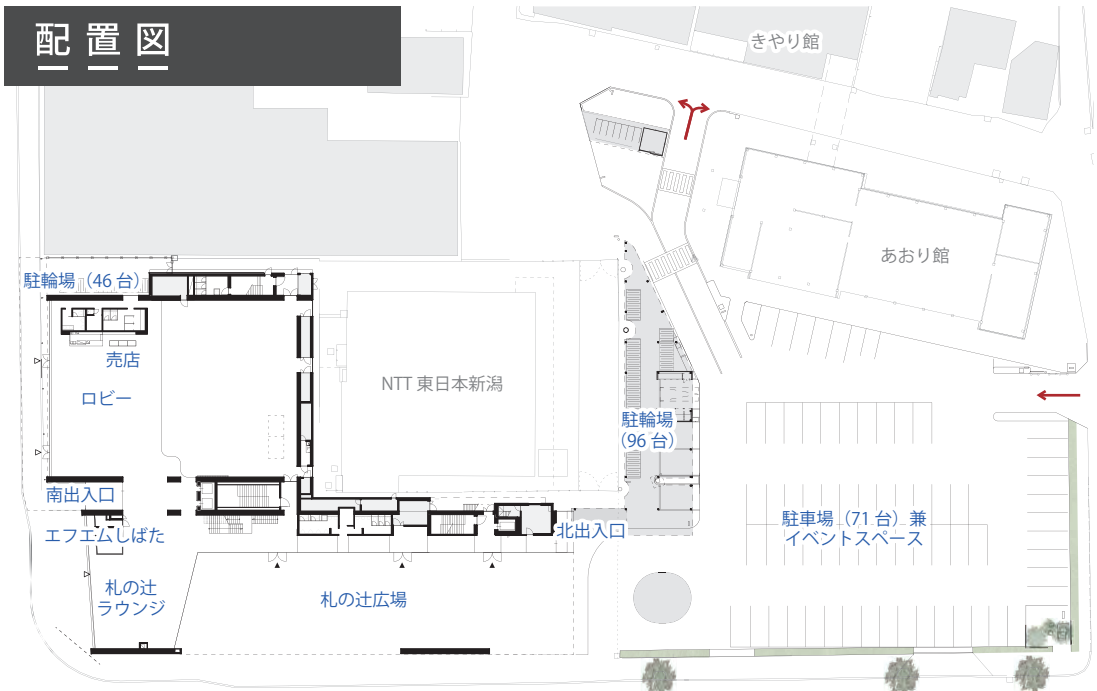 配置図
きやり館
あおり館
駐輪場（46 台）
売店
ロビー
NTT 東日本新潟
駐輪場
（96 台）
南出入口
エフエムしばた
北出入口
駐車場（71 台）兼
イベントスペース
札の辻
ラウンジ
札の辻広場